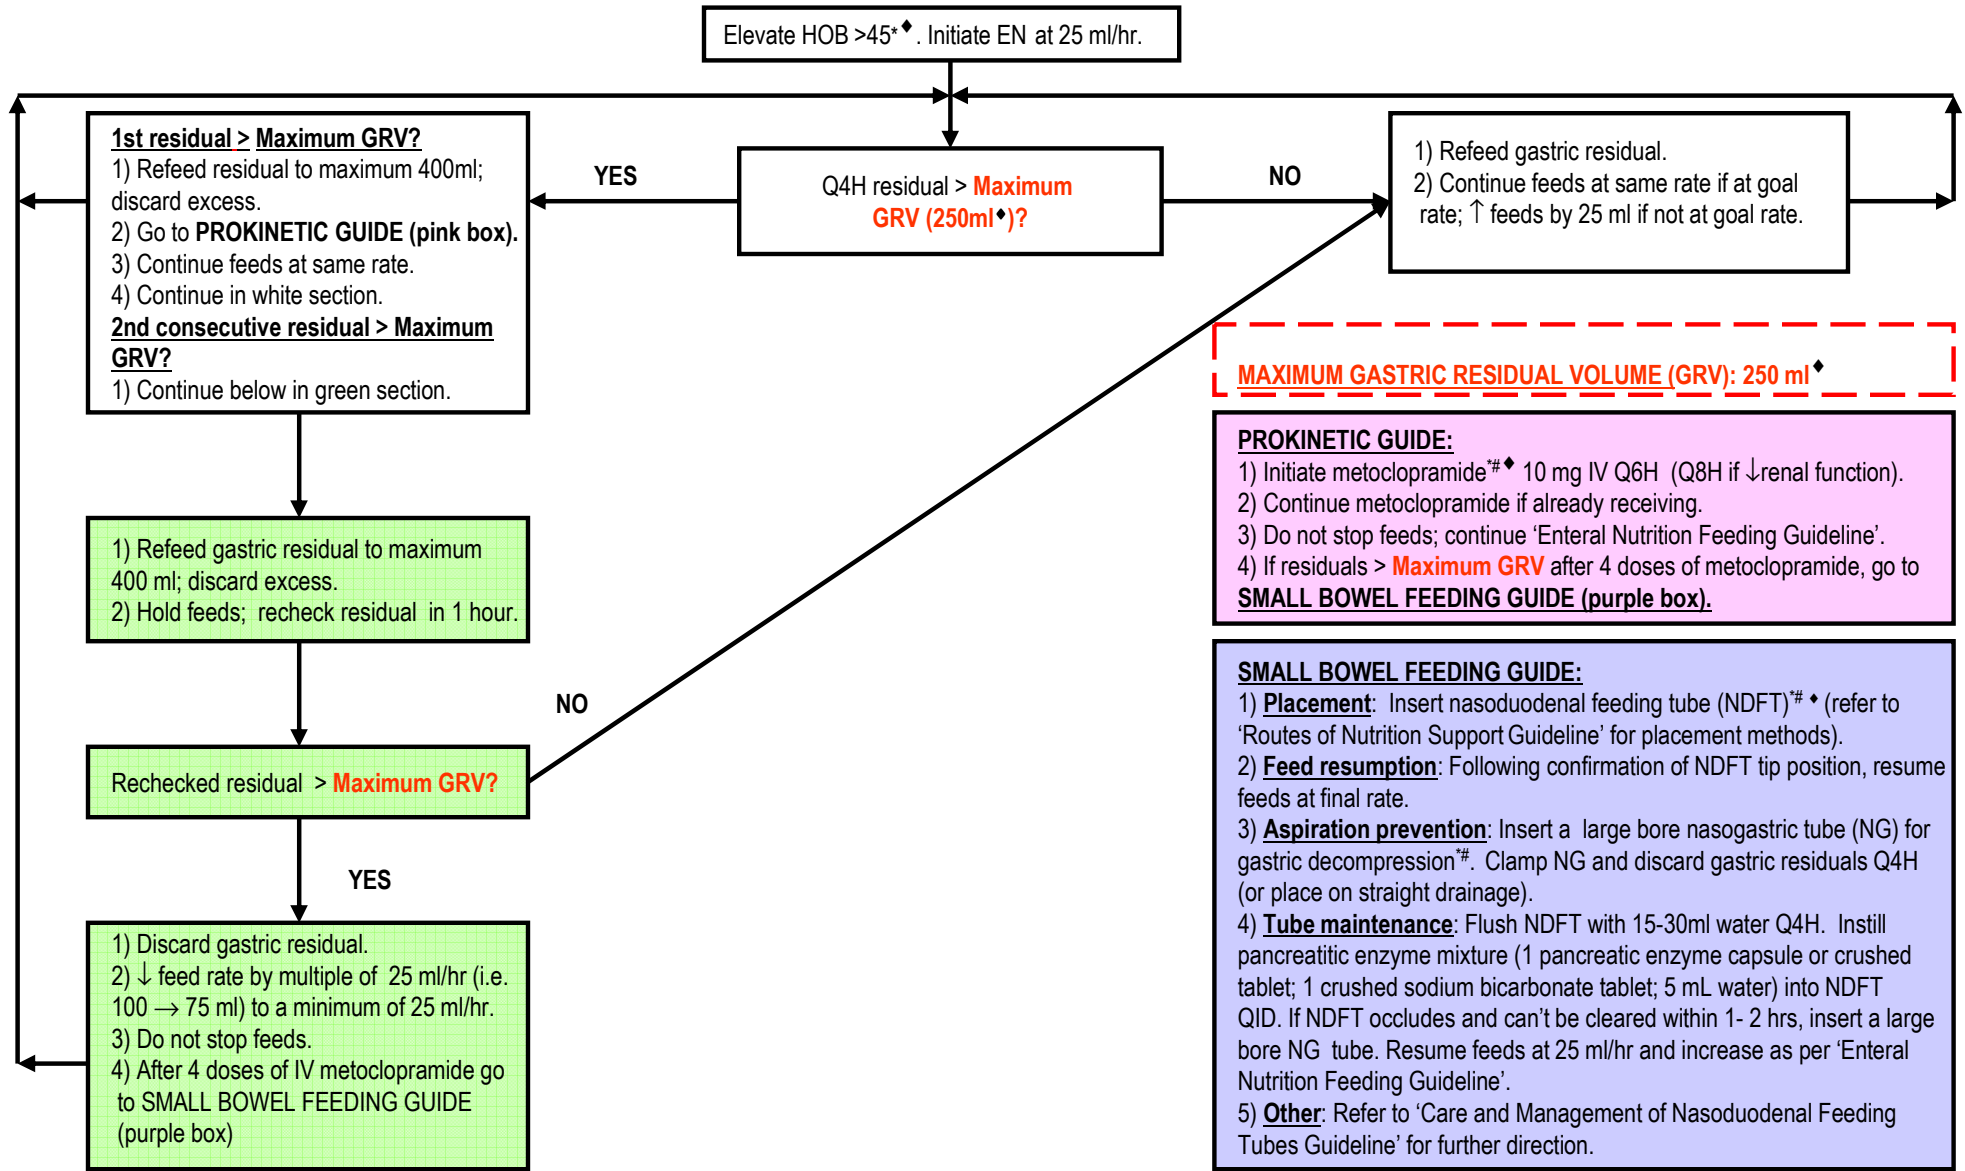 Elevate HOB >45*♦. Initiate EN at 25 ml/hr.
1st residual > Maximum GRV?
1) Refeed residual to maximum 400ml;
discard excess.
2) Go to PROKINETIC GUIDE (pink box).
3) Continue feeds at same rate.
4) Continue in white section.
2nd consecutive residual > Maximum
GRV?
1) Continue below in green section.
YES
Q4H residual > Maximum
GRV (250ml♦)?
NO
1) Refeed gastric residual.
2) Continue feeds at same rate if at goal
rate; ↑ feeds by 25 ml if not at goal rate.
1) Refeed gastric residual to maximum
400 ml; discard excess.
2) Hold feeds; recheck residual in 1 hour.
NO
Rechecked residual > Maximum GRV?
YES
1) Discard gastric residual.
2) ↓ feed rate by multiple of 25 ml/hr (i.e.
100 → 75 ml) to a minimum of 25 ml/hr.
3) Do not stop feeds.
4) After 4 doses of IV metoclopramide go
to SMALL BOWEL FEEDING GUIDE
(purple box)
MAXIMUM GASTRIC RESIDUAL VOLUME (GRV): 250 ml♦
PROKINETIC GUIDE:
1) Initiate metoclopramide*#♦ 10 mg IV Q6H (Q8H if ↓renal function).
2) Continue metoclopramide if already receiving.
3) Do not stop feeds; continue ‘Enteral Nutrition Feeding Guideline’.
4) If residuals > Maximum GRV after 4 doses of metoclopramide, go to
SMALL BOWEL FEEDING GUIDE (purple box).
SMALL BOWEL FEEDING GUIDE:
1) Placement: Insert nasoduodenal feeding tube (NDFT)*# ♦ (refer to
‘Routes of Nutrition Support Guideline’ for placement methods).
2) Feed resumption: Following confirmation of NDFT tip position, resume
feeds at final rate.
3) Aspiration prevention: Insert a large bore nasogastric tube (NG) for
gastric decompression*#. Clamp NG and discard gastric residuals Q4H
(or place on straight drainage).
4) Tube maintenance: Flush NDFT with 15-30ml water Q4H. Instill
pancreatitic enzyme mixture (1 pancreatic enzyme capsule or crushed
tablet; 1 crushed sodium bicarbonate tablet; 5 mL water) into NDFT
QID. If NDFT occludes and can’t be cleared within 1- 2 hrs, insert a large
bore NG tube. Resume feeds at 25 ml/hr and increase as per ‘Enteral
Nutrition Feeding Guideline’.
5) Other: Refer to ‘Care and Management of Nasoduodenal Feeding
Tubes Guideline’ for further direction.